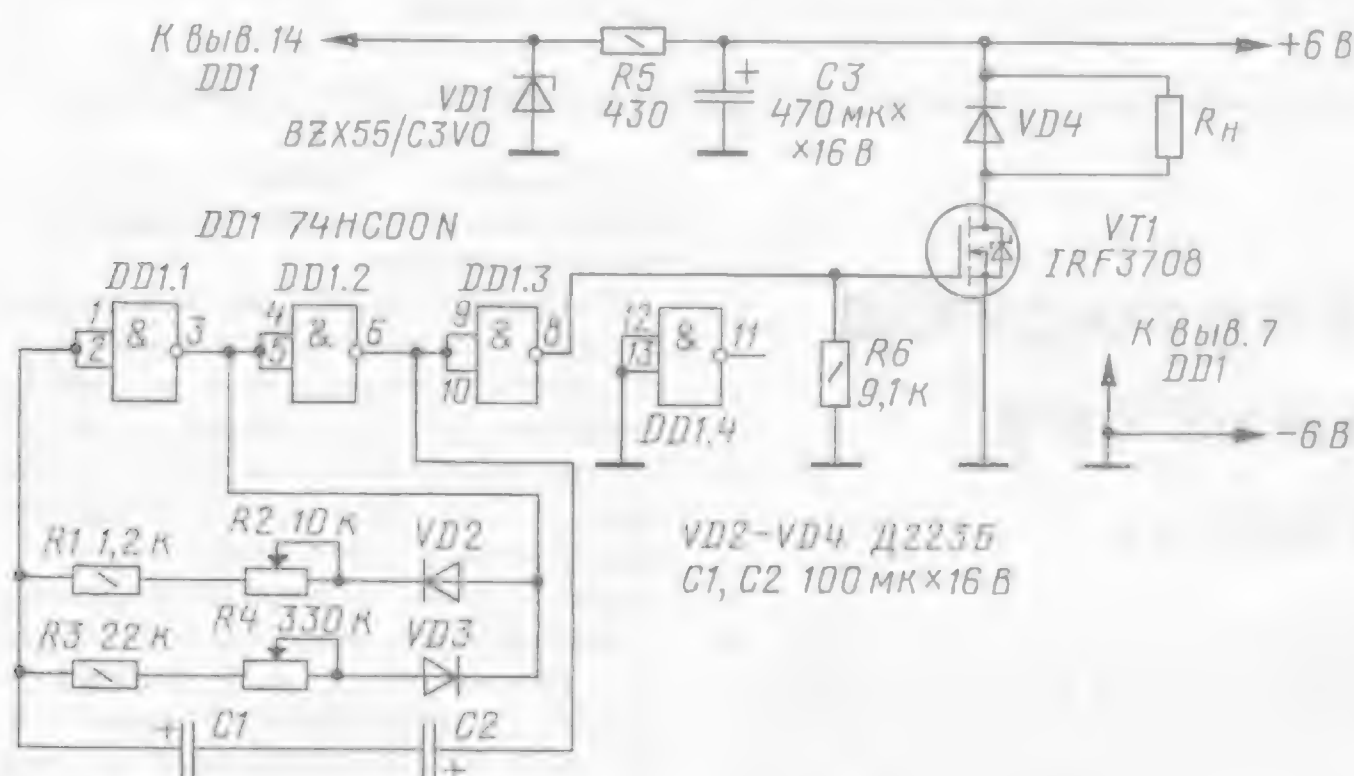 К выв. 14
DD1
+6 В
VD1
BZX55/C3V0
R5
430
+
C3
470 мк×
×16 В
VD4
Rн
DD1 74HC00N
VT1
IRF3708
DD1.1
DD1.2
DD1.3
1
2
&
3
4
5
&
6
9
10
&
8
12
13
&
11
DD1.4
R6
9,1 к
К выв. 7
DD1
−6 В
R1 1,2 к
R2 10 к
VD2
R3 22 к
R4 330 к
VD3
VD2−VD4 Д223Б
C1, C2 100 мк×16 В
+
C1
C2
+